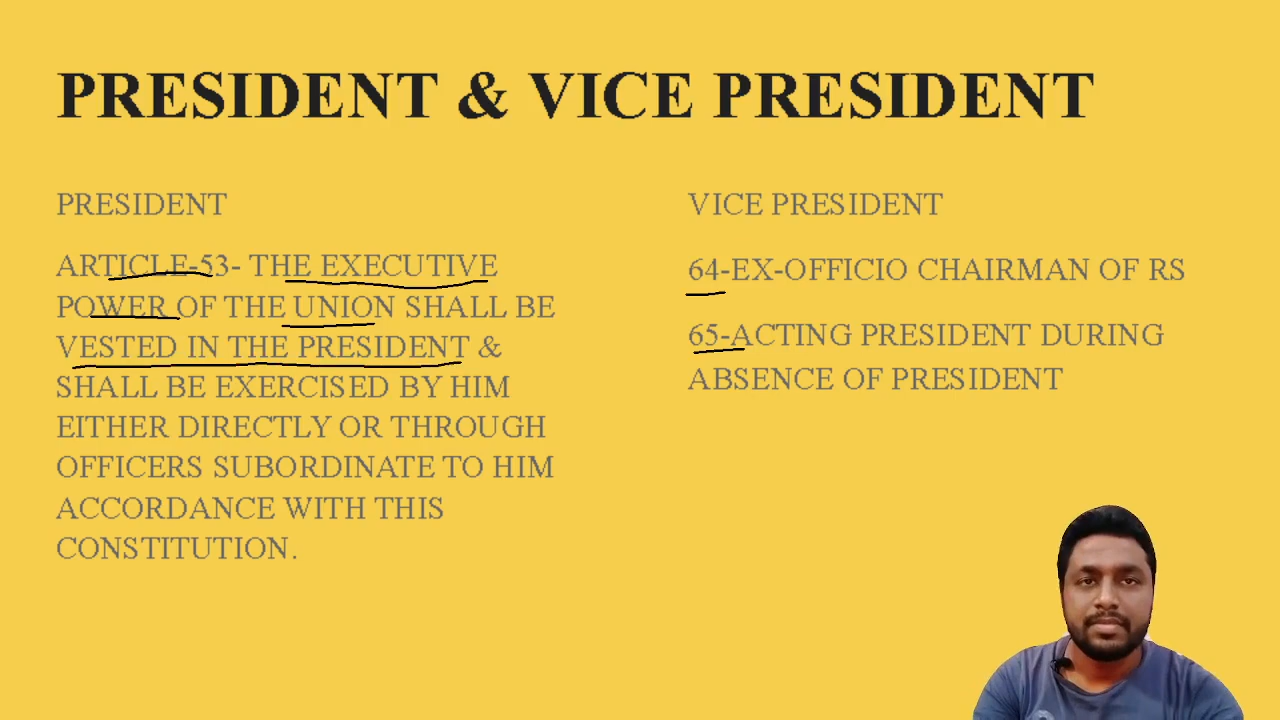 PRESIDENT & VICE PRESIDENT
PRESIDENT
ARTICLE-53- THE EXECUTIVE
POWER OF THE UNION SHALL BE
VESTED IN THE PRESIDENT &
SHALL BE EXERCISED BY HIM
EITHER DIRECTLY OR THROUGH
OFFICERS SUBORDINATE TO HIM
ACCORDANCE WITH THIS
CONSTITUTION.
VICE PRESIDENT
64-EX-OFFICIO CHAIRMAN OF RS
65-ACTING PRESIDENT DURING
ABSENCE OF PRESIDENT